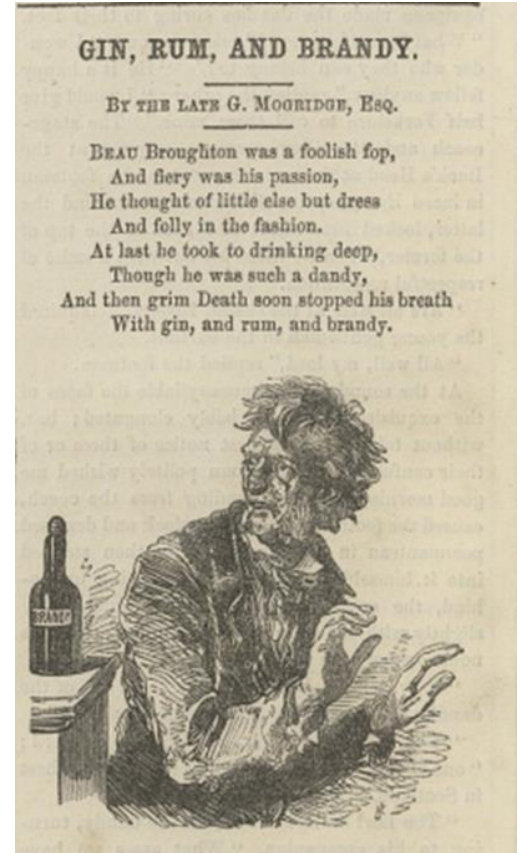 GIN, RUM, AND BRANDY.
BY THE LATE G. MOGRIDGE, ESQ.
BEAU Broughton was a foolish fop,
And fiery was his passion,
He thought of little else but dress
And folly in the fashion.
At last he took to drinking deep,
Though he was such a dandy,
And then grim Death soon stopped his breath
With gin, and rum, and brandy.
BRANDY